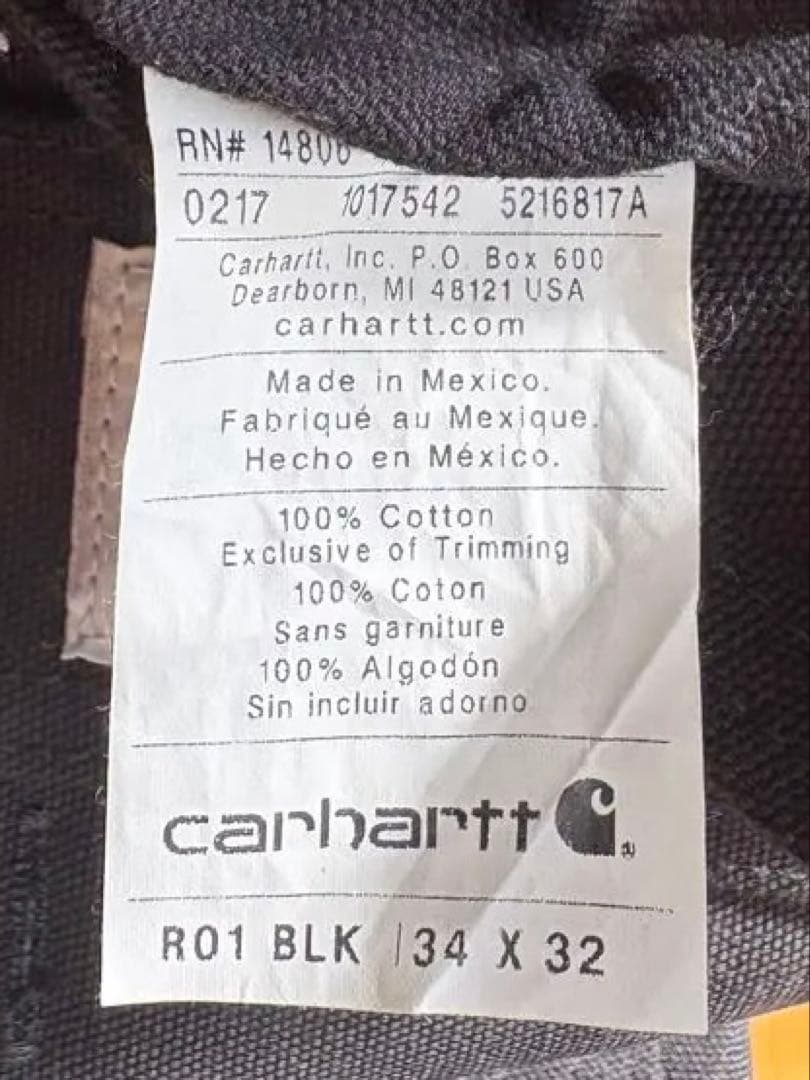 RN# 14806
0217 1017542 5216817A
Carhartt, Inc. P.O. Box 600
Dearborn, MI 48121 USA
carhartt.com
Made in Mexico.
Fabriqué au Mexique.
Hecho en México.
100% Cotton
Exclusive of Trimming
100% Coton
Sans garniture
100% Algodón
Sin incluir adorno
carhartt ®
R01 BLK 34 X 32